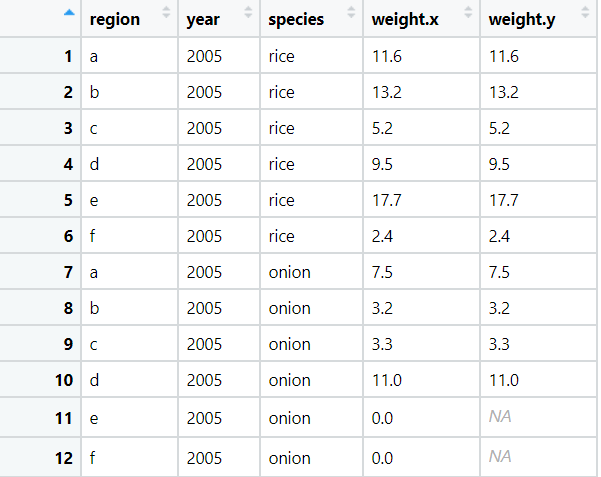 region year species weight.x weight.y
1 a 2005 rice 11.6 11.6
2 b 2005 rice 13.2 13.2
3 c 2005 rice 5.2 5.2
4 d 2005 rice 9.5 9.5
5 e 2005 rice 17.7 17.7
6 f 2005 rice 2.4 2.4
7 a 2005 onion 7.5 7.5
8 b 2005 onion 3.2 3.2
9 c 2005 onion 3.3 3.3
10 d 2005 onion 11.0 11.0
11 e 2005 onion 0.0 NA
12 f 2005 onion 0.0 NA